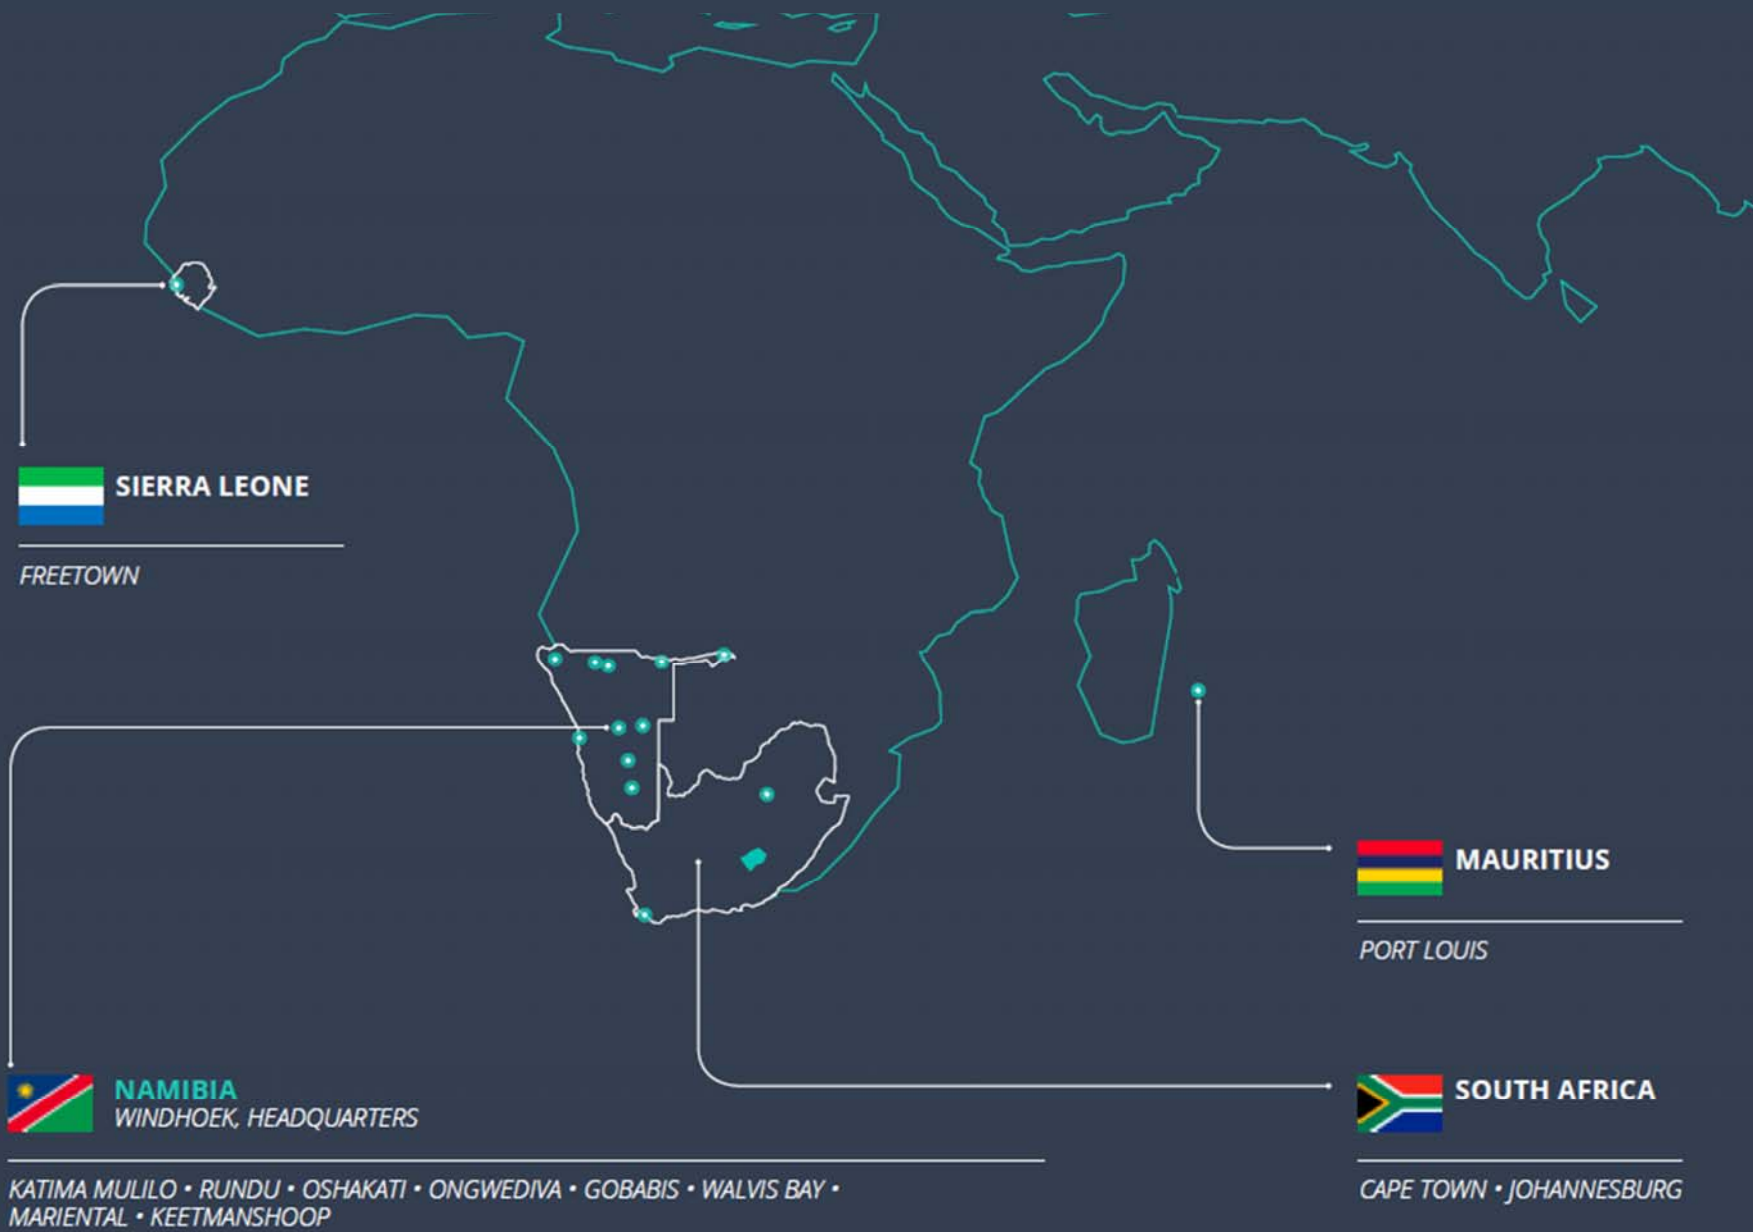 SIERRA LEONE
FREETOWN
MAURITIUS
PORT LOUIS
NAMIBIA
WINDHOEK, HEADQUARTERS
KATIMA MULILO • RUNDU • OSHAKATI • ONGWEDIVA • GOBABIS • WALVIS BAY •
MARIENTAL • KEETMANSHOOP
SOUTH AFRICA
CAPE TOWN • JOHANNESBURG